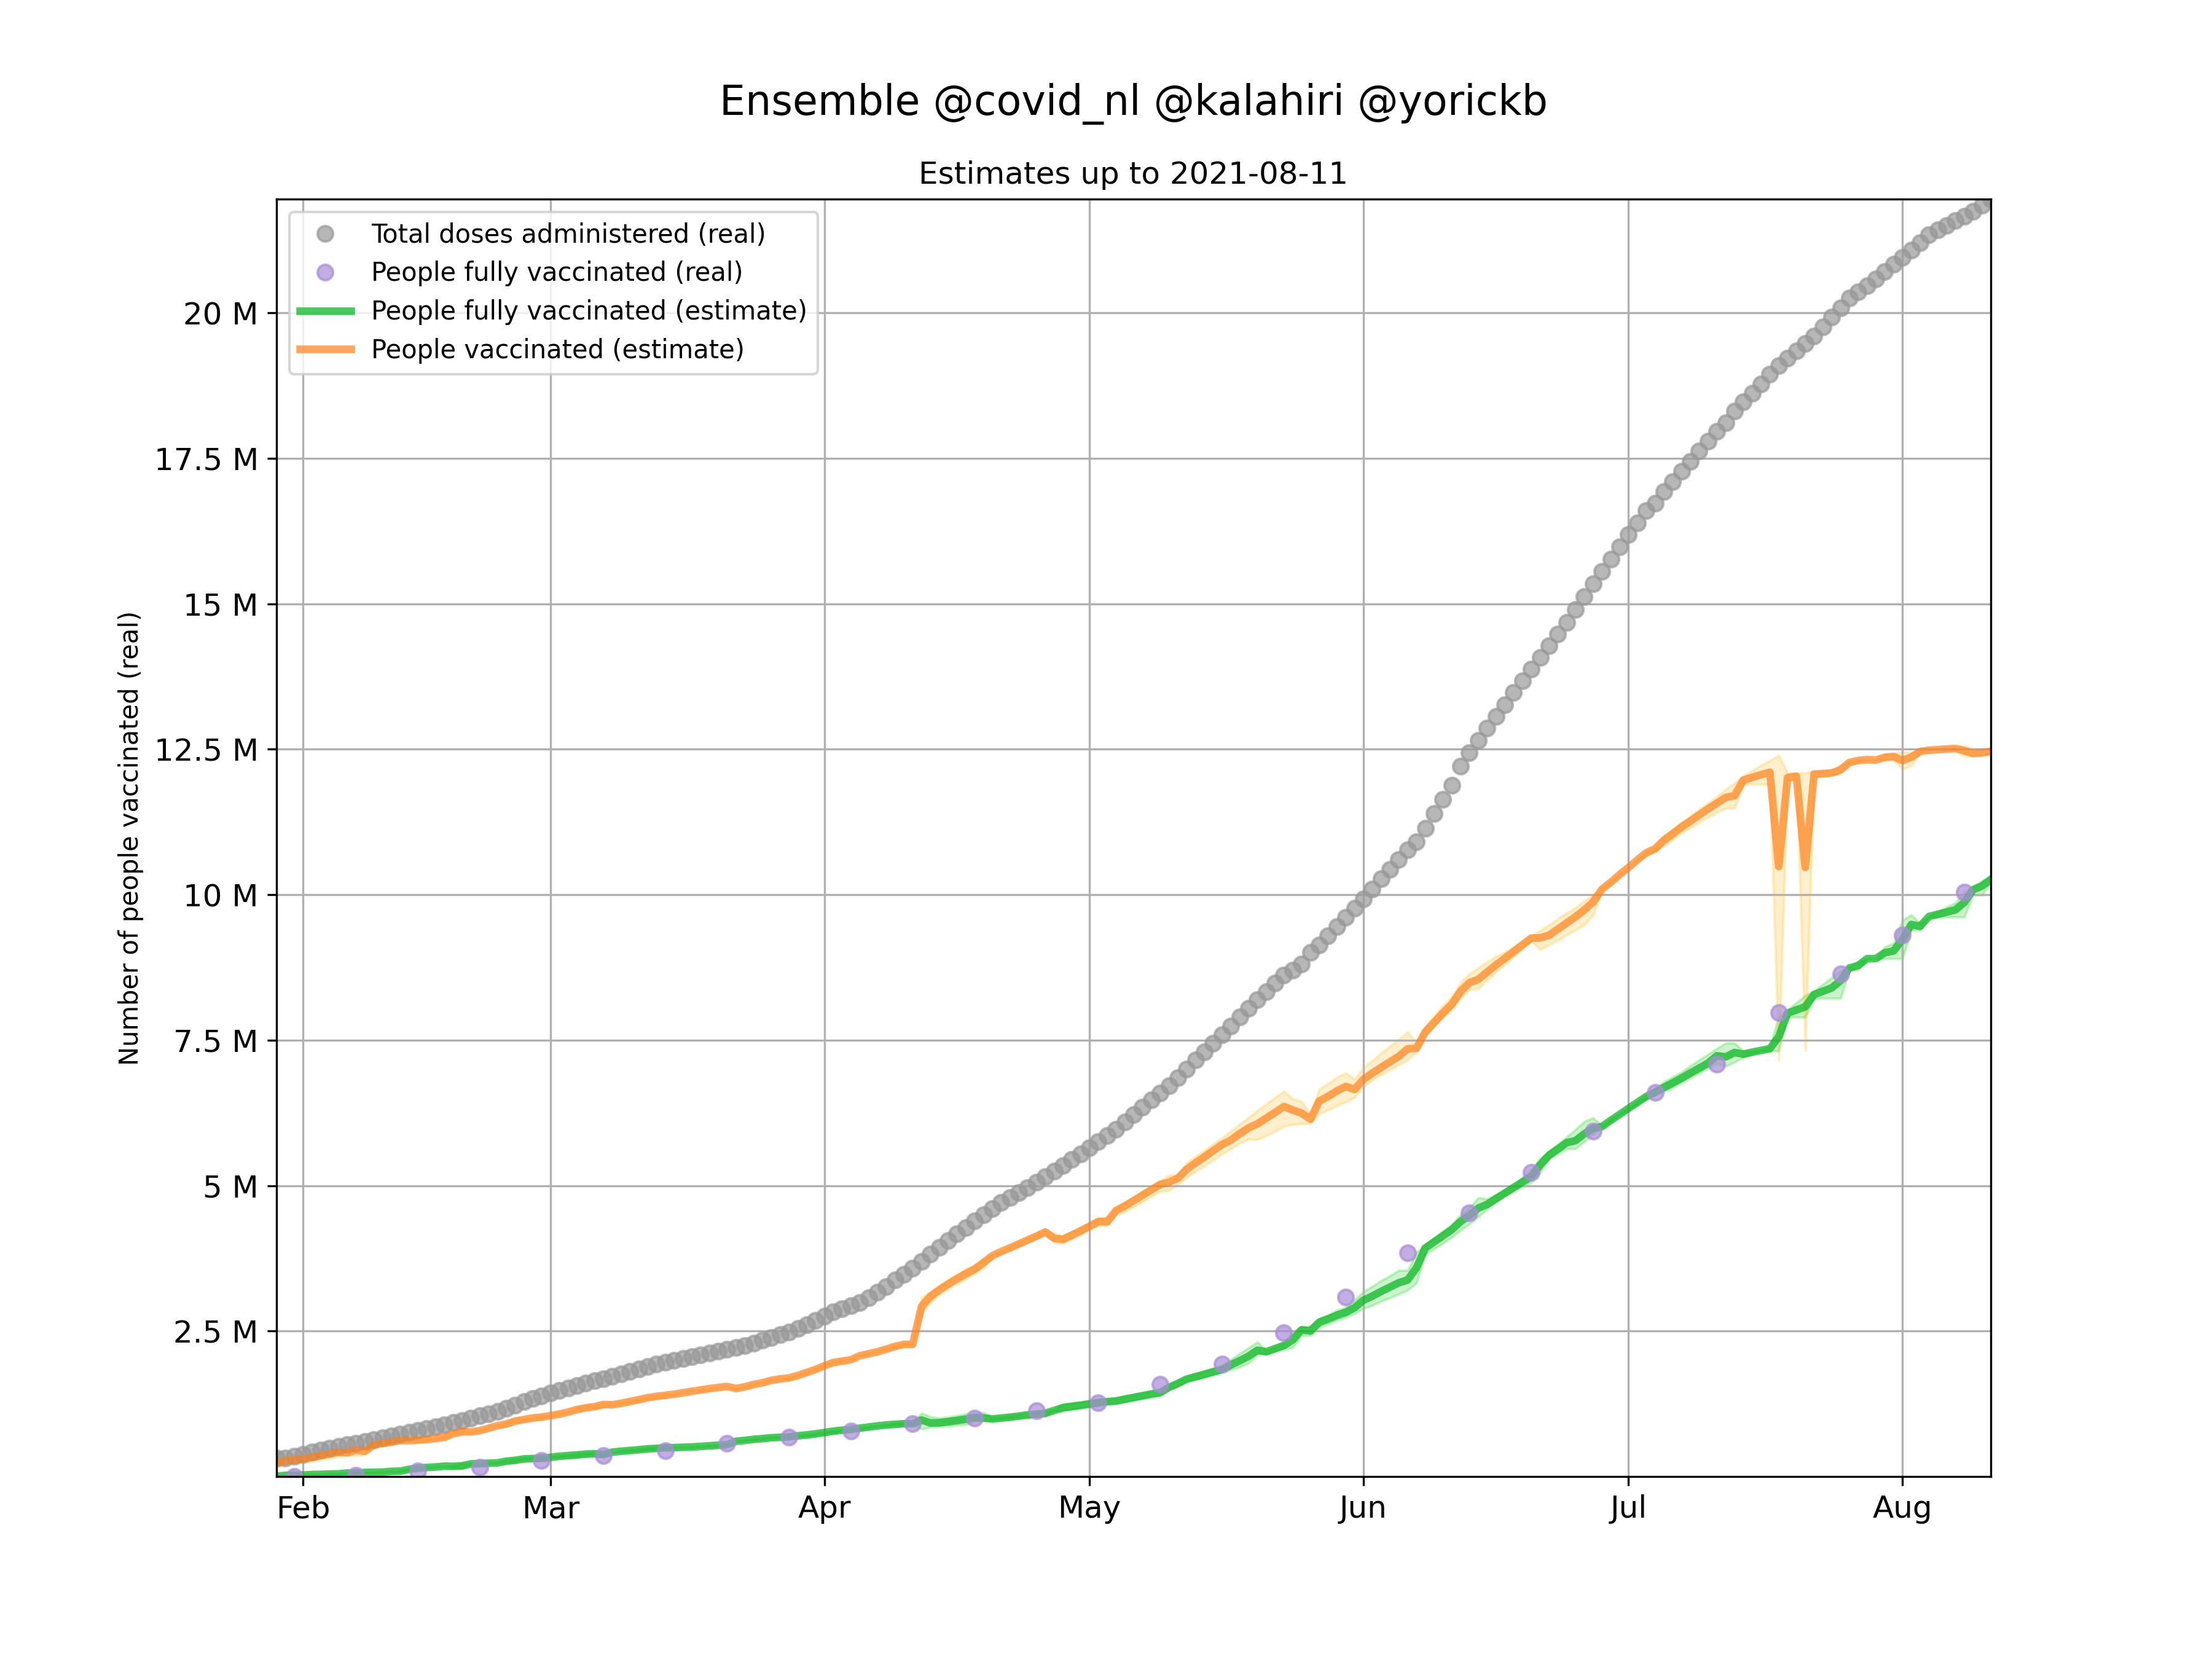 Ensemble @covid_nl @kalahiri @yorickb
Estimates up to 2021-08-11
Total doses administered (real)
People fully vaccinated (real)
People fully vaccinated (estimate)
People vaccinated (estimate)
Number of people vaccinated (real)
20 M
17.5 M
15 M
12.5 M
10 M
7.5 M
5 M
2.5 M
Feb
Mar
Apr
May
Jun
Jul
Aug